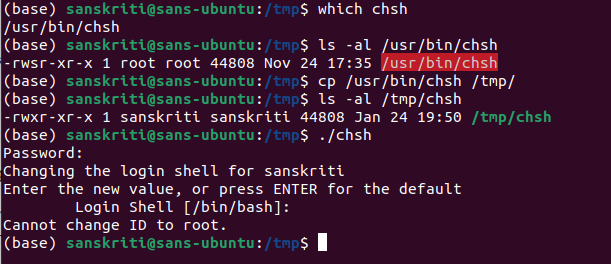 (base) sanskriti@sans-ubuntu:/tmp$ which chsh
/usr/bin/chsh
(base) sanskriti@sans-ubuntu:/tmp$ ls -al /usr/bin/chsh
-rwsr-xr-x 1 root root 44808 Nov 24 17:35 /usr/bin/chsh
(base) sanskriti@sans-ubuntu:/tmp$ cp /usr/bin/chsh /tmp/
(base) sanskriti@sans-ubuntu:/tmp$ ls -al /tmp/chsh
-rwxr-xr-x 1 sanskriti sanskriti 44808 Jan 24 19:50 /tmp/chsh
(base) sanskriti@sans-ubuntu:/tmp$ ./chsh
Password:
Changing the login shell for sanskriti
Enter the new value, or press ENTER for the default
        Login Shell [/bin/bash]:
Cannot change ID to root.
(base) sanskriti@sans-ubuntu:/tmp$